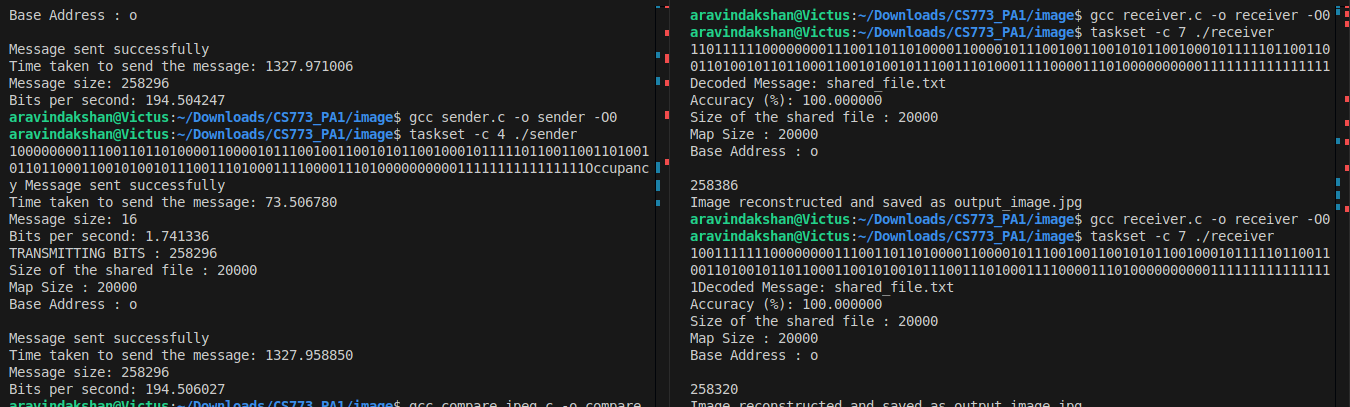 Base Address : o
Message sent successfully
Time taken to send the message: 1327.971006
Message size: 258296
Bits per second: 194.504247
aravindakshan@Victus:~/Downloads/CS773_PA1/image$ gcc sender.c -o sender -O0
aravindakshan@Victus:~/Downloads/CS773_PA1/image$ taskset -c 4 ./sender
y Message sent successfully
Time taken to send the message: 73.506780
Message size: 16
Bits per second: 1.741336
TRANSMITTING BITS : 258296
Size of the shared file : 20000
Map Size : 20000
Base Address : o
Message sent successfully
Time taken to send the message: 1327.958850
Message size: 258296
Bits per second: 194.506027
aravindakshan@Victus:~/Downloads/CS773_PA1/image$ gcc compare_jpeg.c -o compare
aravindakshan@Victus:~/Downloads/CS773_PA1/image$ gcc receiver.c -o receiver -O0
aravindakshan@Victus:~/Downloads/CS773_PA1/image$ taskset -c 7 ./receiver
Decoded Message: shared_file.txt
Accuracy (%): 100.000000
Size of the shared file : 20000
Map Size : 20000
Base Address : o
258386
Image reconstructed and saved as output_image.jpg
aravindakshan@Victus:~/Downloads/CS773_PA1/image$ gcc receiver.c -o receiver -O0
aravindakshan@Victus:~/Downloads/CS773_PA1/image$ taskset -c 7 ./receiver
1Decoded Message: shared_file.txt
Accuracy (%): 100.000000
Size of the shared file : 20000
Map Size : 20000
Base Address : o
258320
Image reconstructed and saved as output_image.jpg